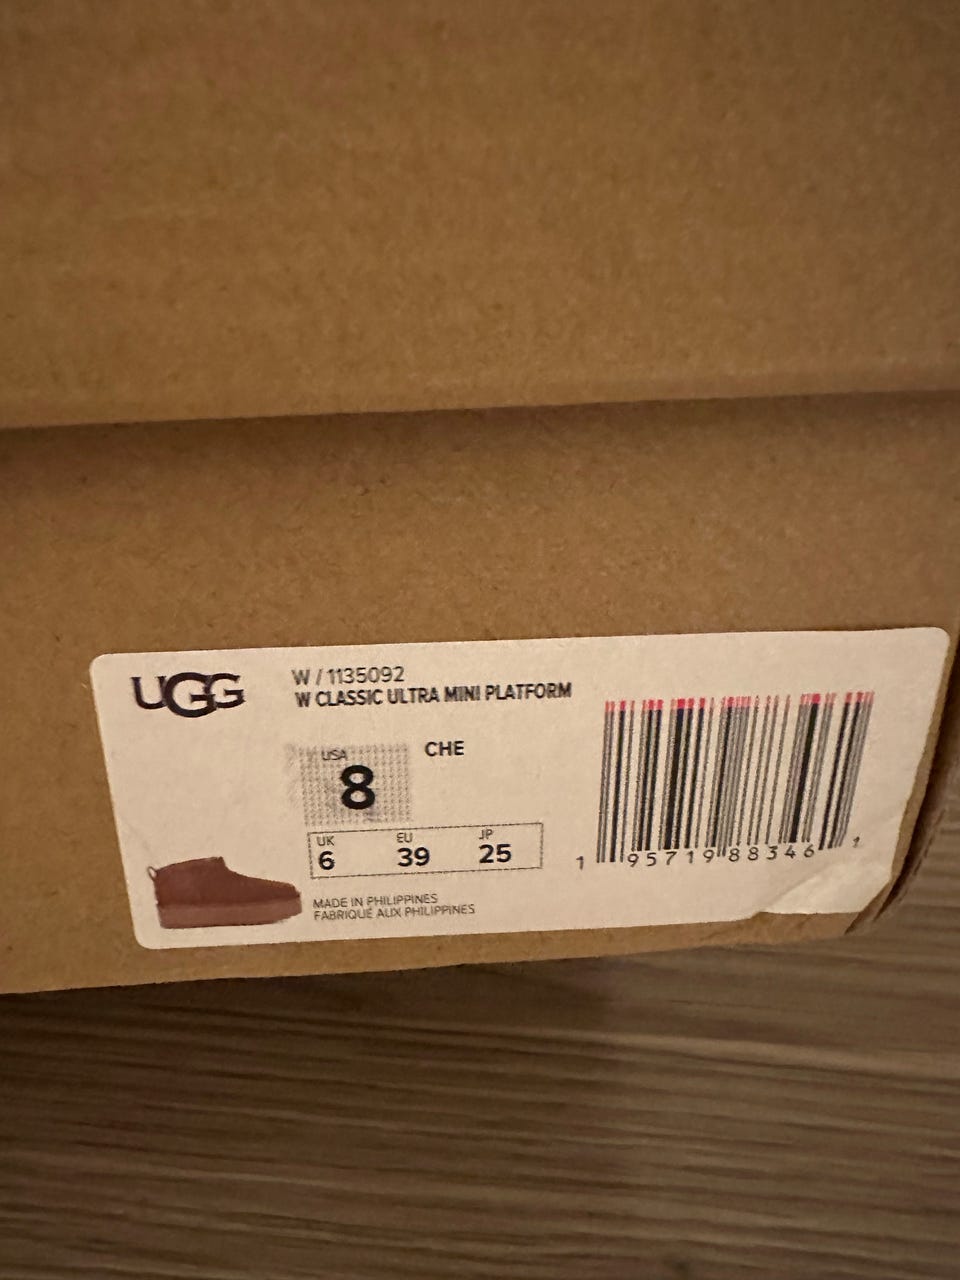 UGG
W / 1135092
W CLASSIC ULTRA MINI PLATFORM
USA
8
CHE
UK EU JP
6 39 25
MADE IN PHILIPPINES
FABRIQUÉ AUX PHILIPPINES
1 95719 88346 1